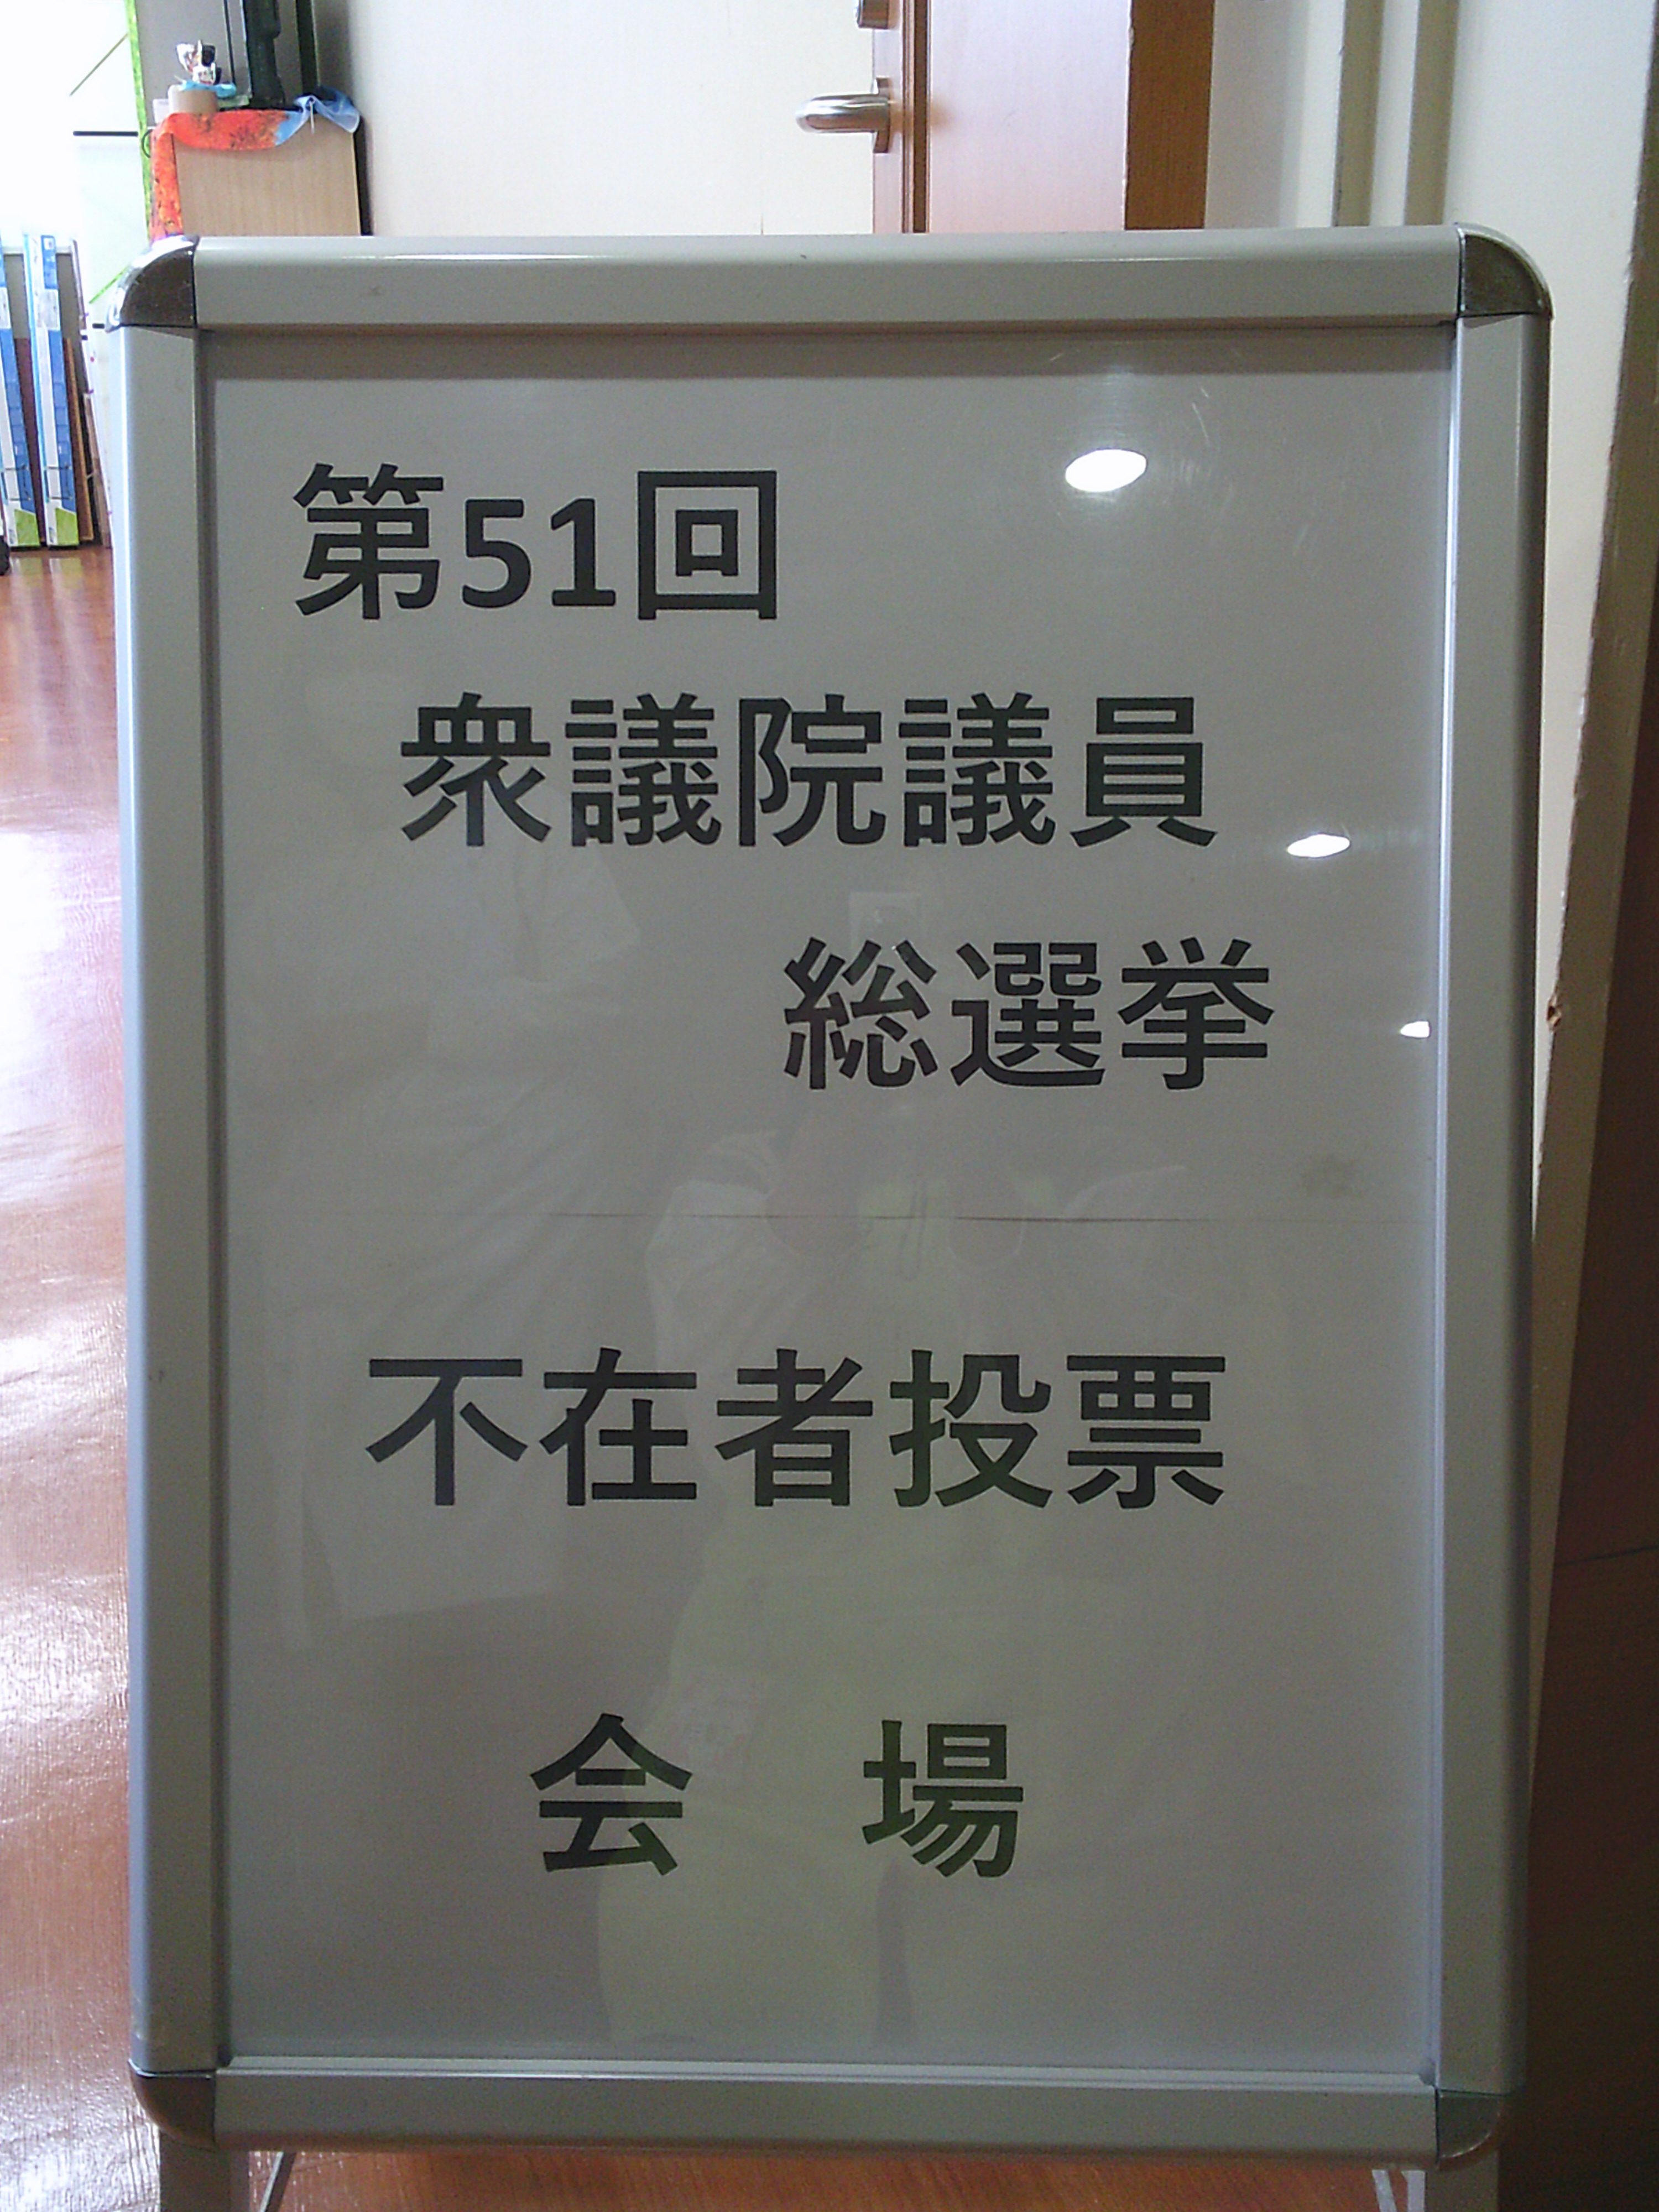 第51回
衆議院議員
総選挙
不在者投票
会　場